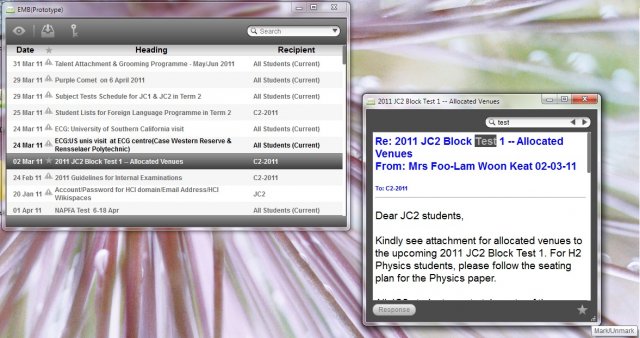 EMB(Prototype)
Search
Date Heading Recipient
31 Mar 11 Talent Attachment & Grooming Programme - May/Jun 2011 All Students (Current)
29 Mar 11 Purple Comet on 6 April 2011 All Students (Current)
29 Mar 11 Subject Tests Schedule for JC1 & JC2 in Term 2 All Students (Current)
25 Mar 11 Student Lists for Foreign Language Programme in Term 2 C2-2011
24 Mar 11 ECG: University of Southern California visit All Students (Current)
24 Mar 11 ECG:US unis visit at ECG centre(Case Western Reserve & Rensselaer Polytechnic) All Students (Current)
02 Mar 11 2011 JC2 Block Test 1 -- Allocated Venues C2-2011
24 Feb 11 2011 Guidelines for Internal Examinations C2-2011
20 Jan 11 Account/Password for HCI domain/Email Address/HCI Wikispaces JC2
01 Apr 11 NAPFA Test 6-18 Apr All Students (Current)
2011 JC2 Block Test 1 -- Allocated Venues
test
Re: 2011 JC2 Block Test 1 -- Allocated
Venues
From: Mrs Foo-Lam Woon Keat 02-03-11
To: C2-2011
Dear JC2 students,
Kindly see attachment for allocated venues to
the upcoming 2011 JC2 Block Test 1. For H2
Physics students, please follow the seating
plan for the Physics paper.
Response
Mark/Unmark